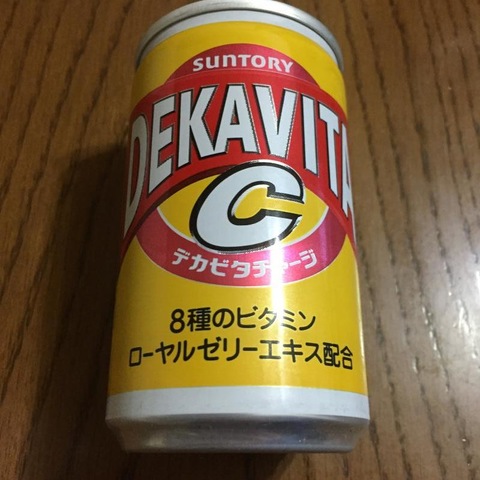 SUNTORY
DEKAVITA
C
デカビタチャージ
8種のビタミン
ローヤルゼリーエキス配合